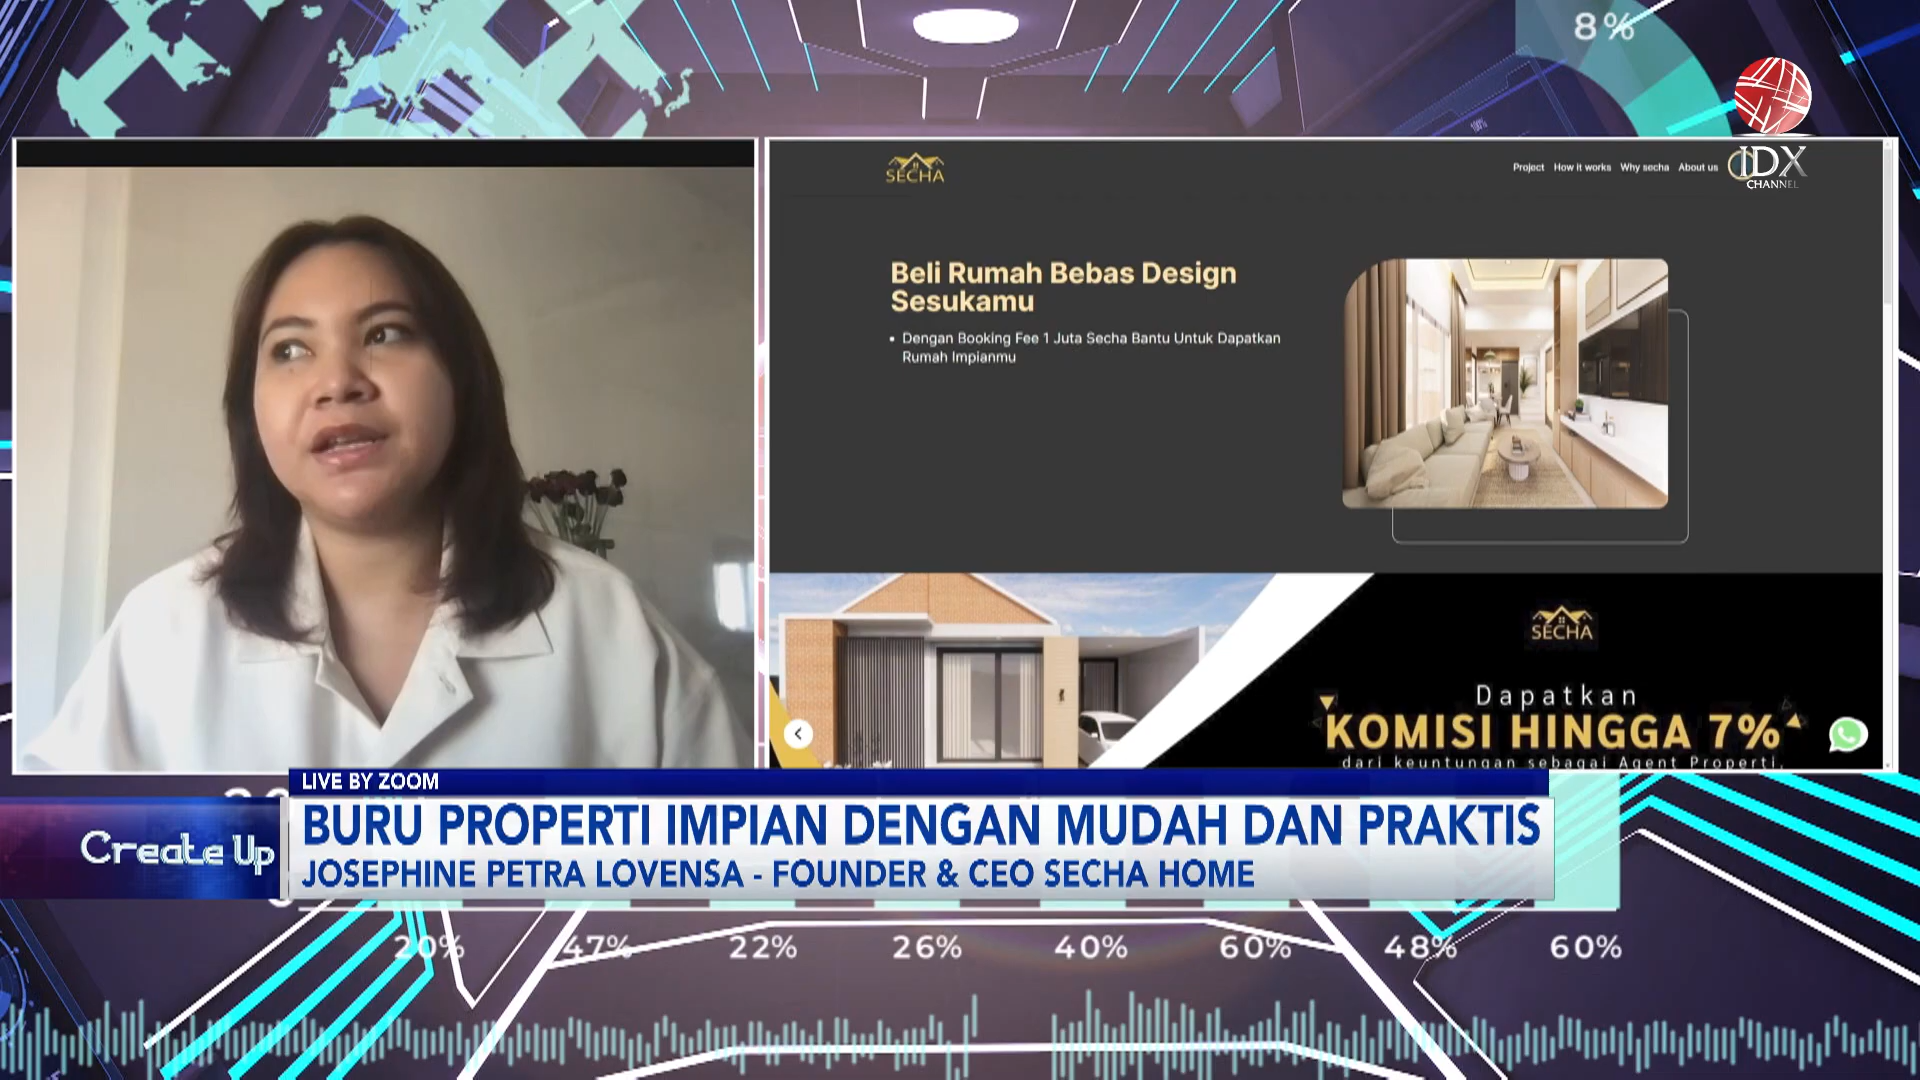 8%
100%
IDX
CHANNEL
SECHA
Project How it works Why secha About us
Beli Rumah Bebas Design
Sesukamu
• Dengan Booking Fee 1 Juta Secha Bantu Untuk Dapatkan
Rumah Impianmu
SECHA
Dapatkan
KOMISI HINGGA 7%
dari keuntungan sebagai Agent Properti.
LIVE BY ZOOM
Create Up
BURU PROPERTI IMPIAN DENGAN MUDAH DAN PRAKTIS
JOSEPHINE PETRA LOVENSA - FOUNDER & CEO SECHA HOME
20% 47% 22% 26% 40% 60% 48% 60%